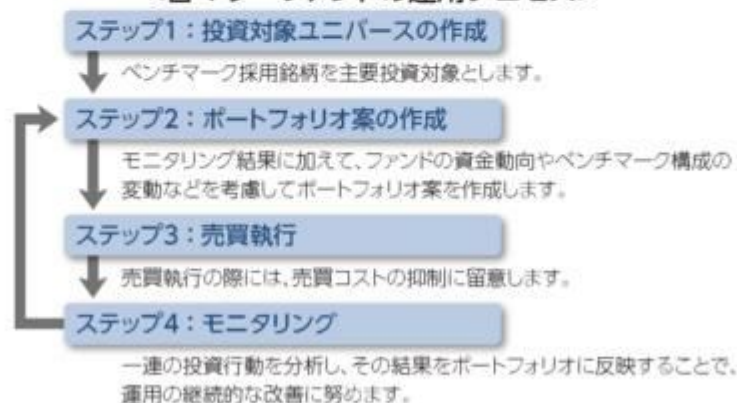 ステップ1：投資対象ユニバースの作成
ベンチマーク採用銘柄を主要投資対象とします。
ステップ2：ポートフォリオ案の作成
モニタリング結果に加えて、ファンドの資金動向やベンチマーク構成の
変動などを考慮してポートフォリオ案を作成します。
ステップ3：売買執行
売買執行の際には、売買コストの抑制に留意します。
ステップ4：モニタリング
一連の投資行動を分析し、その結果をポートフォリオに反映することで、
運用の継続的な改善に努めます。